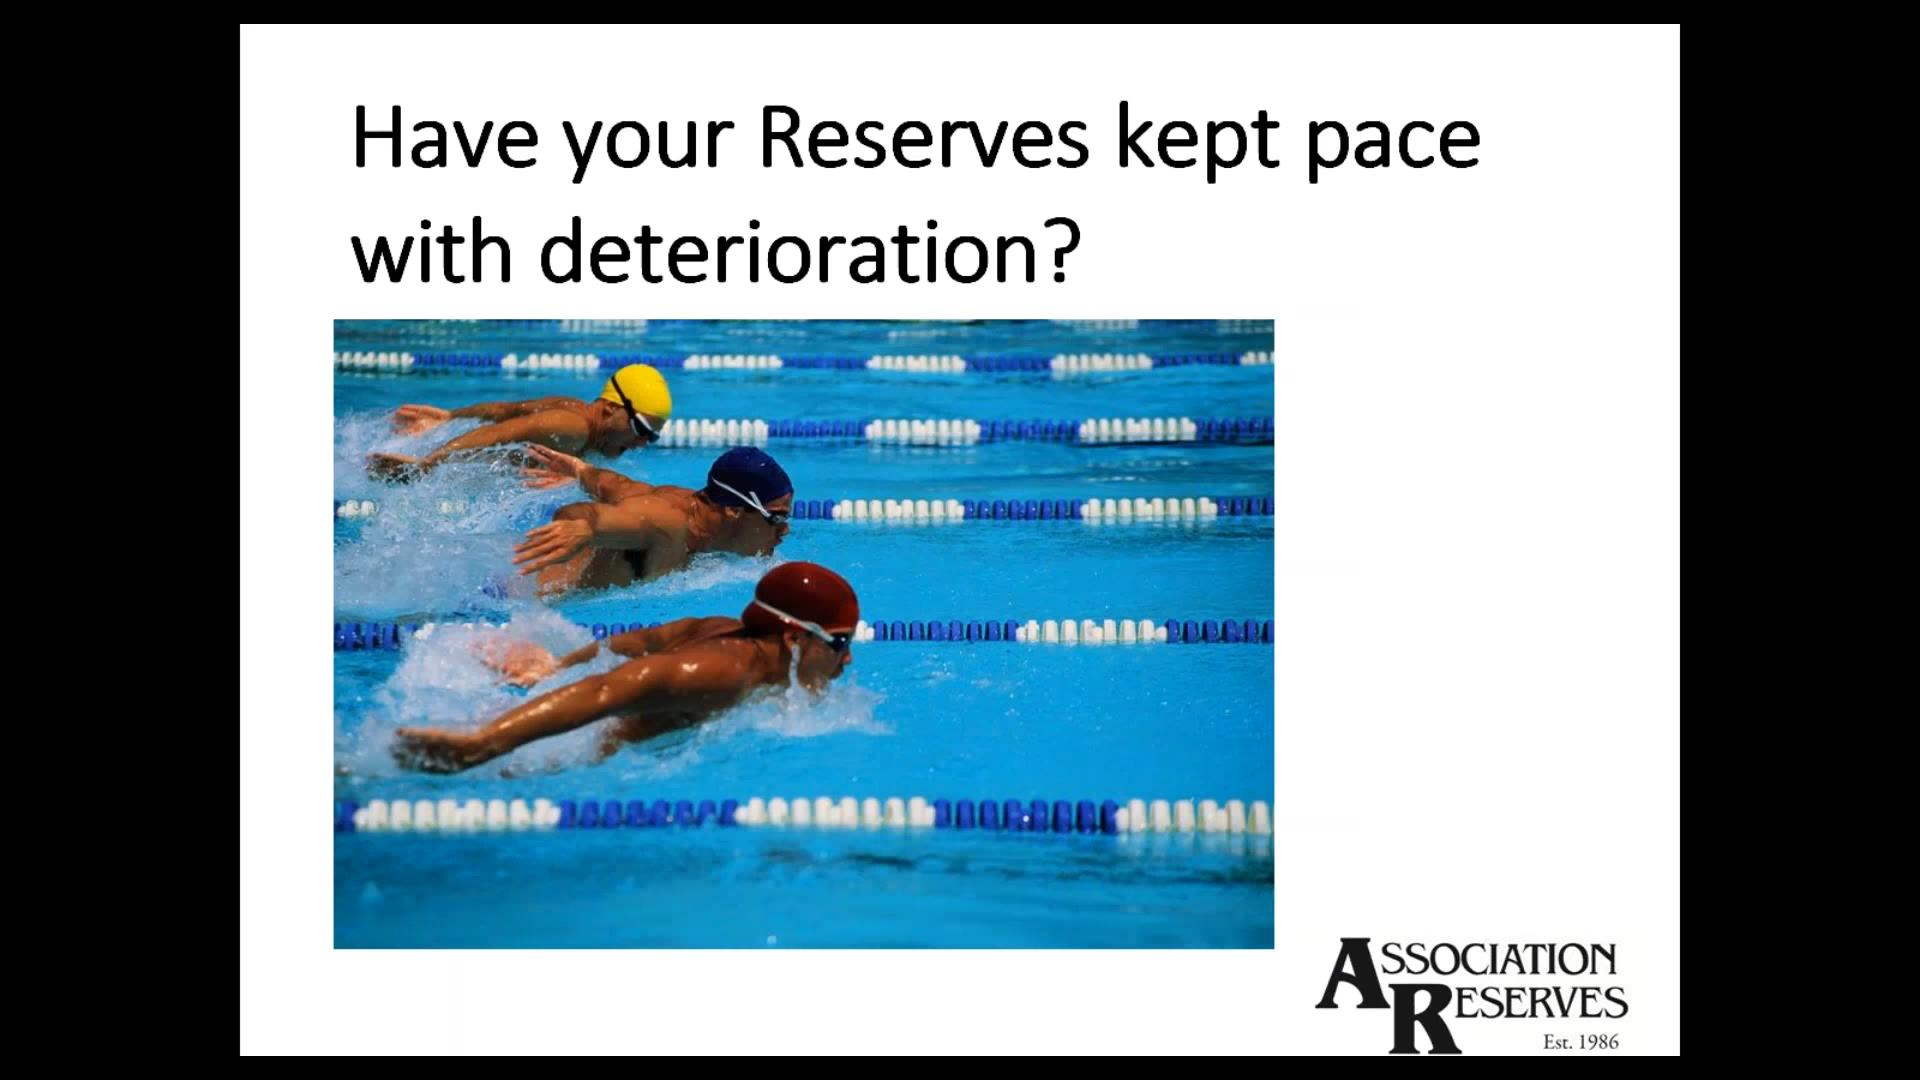 Have your Reserves kept pace
with deterioration?
ASSOCIATION
RESERVES
Est. 1986